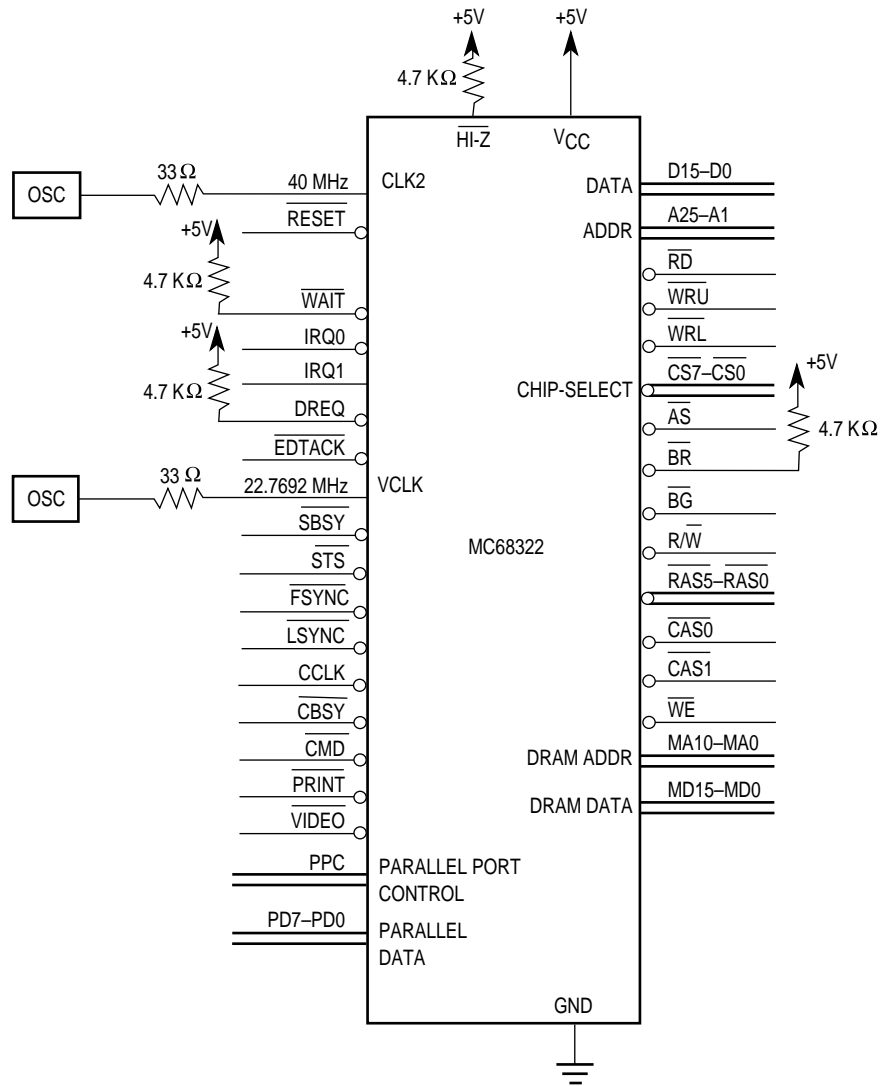 +5V
+5V
4.7 KΩ
HI-Z
VCC
OSC
33 Ω
40 MHz
CLK2
RESET
+5V
4.7 KΩ
WAIT
+5V
IRQ0
IRQ1
4.7 KΩ
DREQ
EDTACK
OSC
33 Ω
22.7692 MHz
VCLK
SBSY
STS
FSYNC
LSYNC
CCLK
CBSY
CMD
PRINT
VIDEO
PPC
PARALLEL PORT
CONTROL
PD7–PD0
PARALLEL
DATA
MC68322
DATA
D15–D0
ADDR
A25–A1
RD
WRU
WRL
CHIP-SELECT
CS7–CS0
+5V
AS
4.7 KΩ
BR
BG
R/W
RAS5–RAS0
CAS0
CAS1
WE
DRAM ADDR
MA10–MA0
DRAM DATA
MD15–MD0
GND